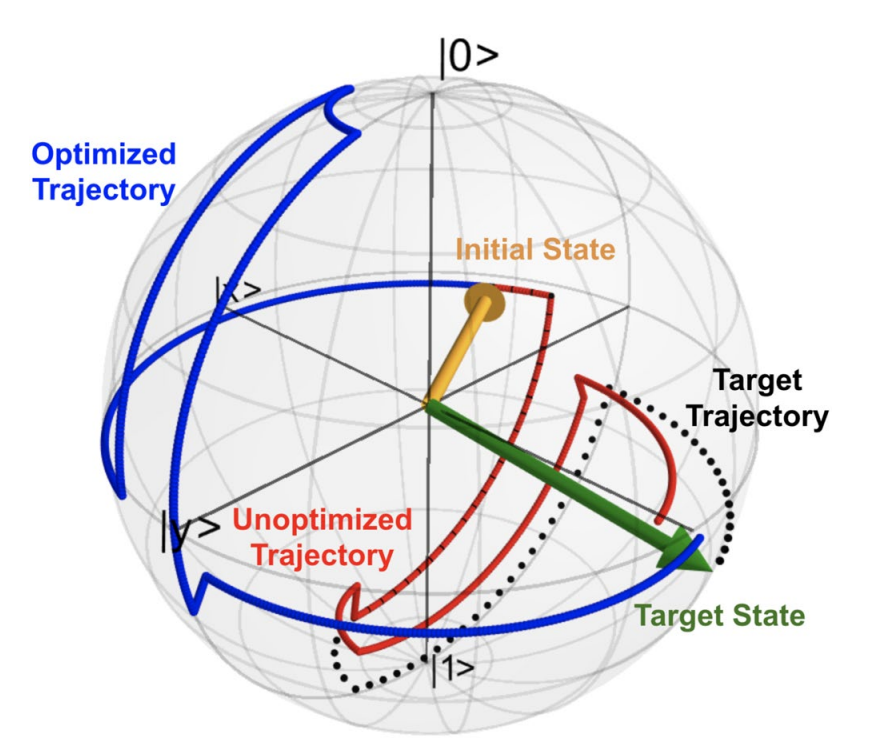 |0>
Optimized
Trajectory
Initial State
|x>
Target
Trajectory
|y>
Unoptimized
Trajectory
Target State
|1>